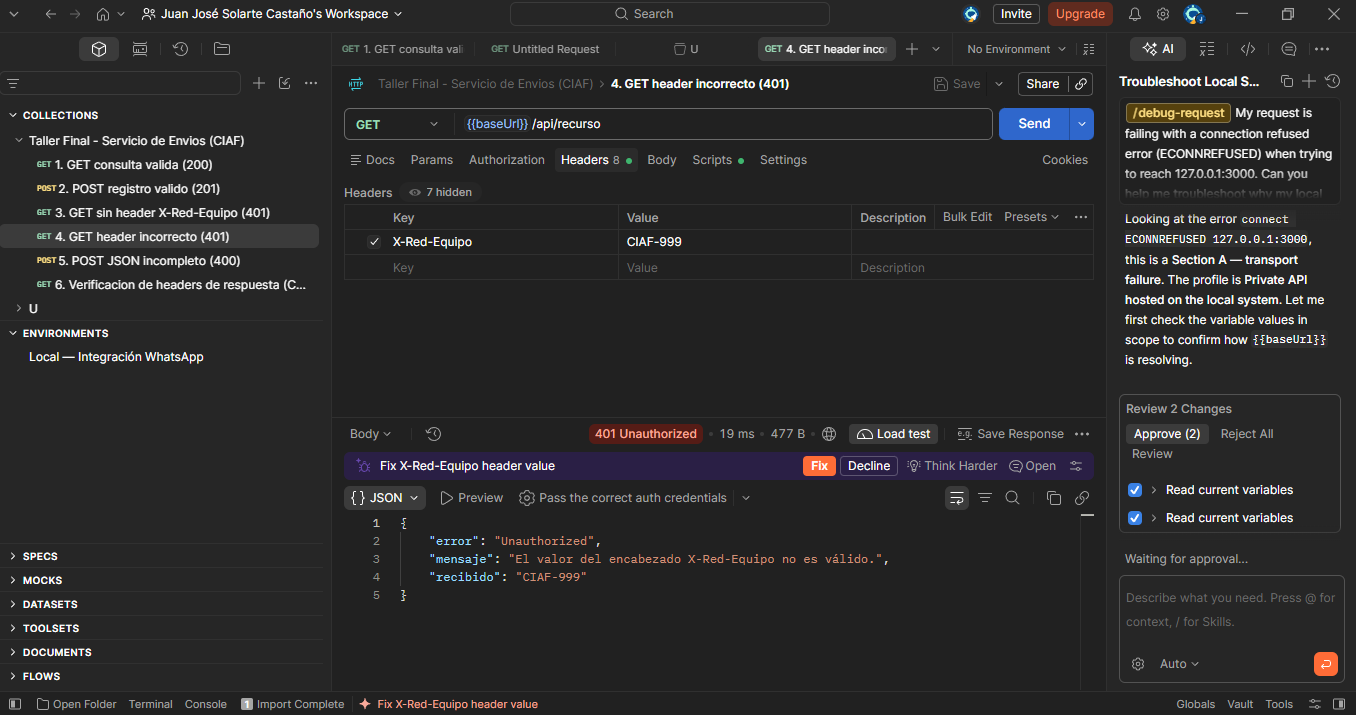 Juan José Solarte Castaño's Workspace
Search
Invite
Upgrade
GET 1. GET consulta vali
GET Untitled Request
U
GET 4. GET header incor
No Environment
AI
COLLECTIONS
Taller Final - Servicio de Envios (CIAF)
GET 1. GET consulta valida (200)
POST 2. POST registro valido (201)
GET 3. GET sin header X-Red-Equipo (401)
GET 4. GET header incorrecto (401)
POST 5. POST JSON incompleto (400)
GET 6. Verificacion de headers de respuesta (C...
U
ENVIRONMENTS
Local — Integración WhatsApp
SPECS
MOCKS
DATASETS
TOOLSETS
DOCUMENTS
FLOWS
HTTP
Taller Final - Servicio de Envios (CIAF) > 4. GET header incorrecto (401)
Save
Share
GET
{{baseUrl}} /api/recurso
Send
Docs
Params
Authorization
Headers 8
Body
Scripts
Settings
Cookies
Headers
7 hidden
Key
Value
Description
Bulk Edit
Presets
X-Red-Equipo
CIAF-999
Key
Value
Description
Body
401 Unauthorized
19 ms
477 B
Load test
e.g. Save Response
Fix X-Red-Equipo header value
Fix
Decline
Think Harder
Open
{} JSON
Preview
Pass the correct auth credentials
1 {
2 "error": "Unauthorized",
3 "mensaje": "El valor del encabezado X-Red-Equipo no es válido.",
4 "recibido": "CIAF-999"
5 }
Troubleshoot Local S...
/debug-request My request is
failing with a connection refused
error (ECONNREFUSED) when trying
to reach 127.0.0.1:3000. Can you
help me troubleshoot why my local
Looking at the error connect
ECONNREFUSED 127.0.0.1:3000,
this is a Section A — transport
failure. The profile is Private API
hosted on the local system. Let me
first check the variable values in
scope to confirm how {{baseUrl}}
is resolving.
Review 2 Changes
Approve (2)
Reject All
Review
Read current variables
Read current variables
Waiting for approval...
Describe what you need. Press @ for
context, / for Skills.
Auto
Open Folder
Terminal
Console
1 Import Complete
Fix X-Red-Equipo header value
Globals
Vault
Tools